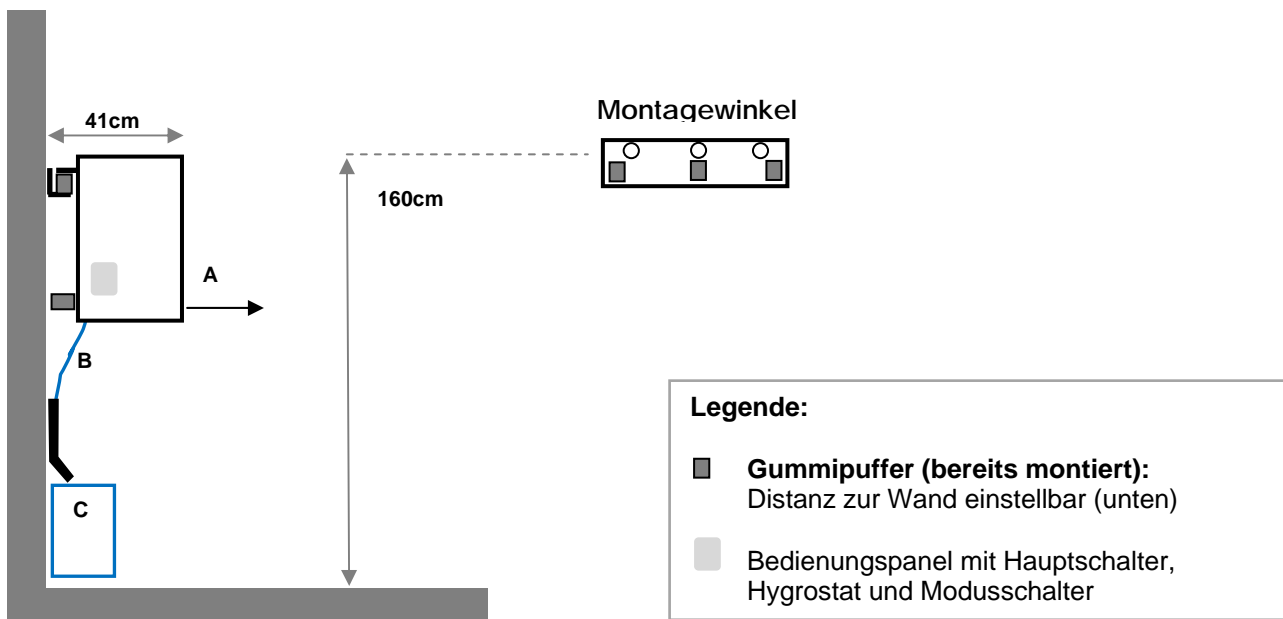 Montagewinkel
41cm
160cm
A
B
C
Legende:
Gummipuffer (bereits montiert):
Distanz zur Wand einstellbar (unten)
Bedienungspanel mit Hauptschalter,
Hygrostat und Modusschalter